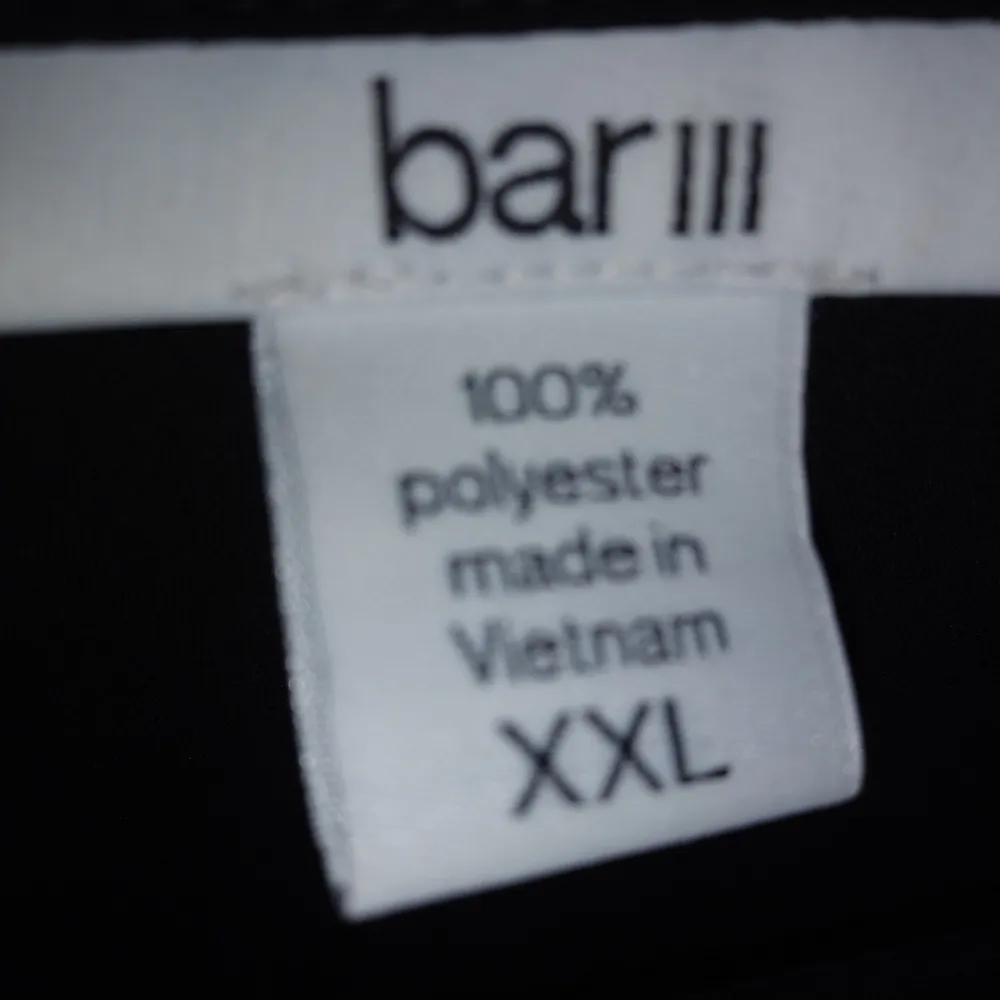 bar III
100%
polyester
made in
Vietnam
XXL